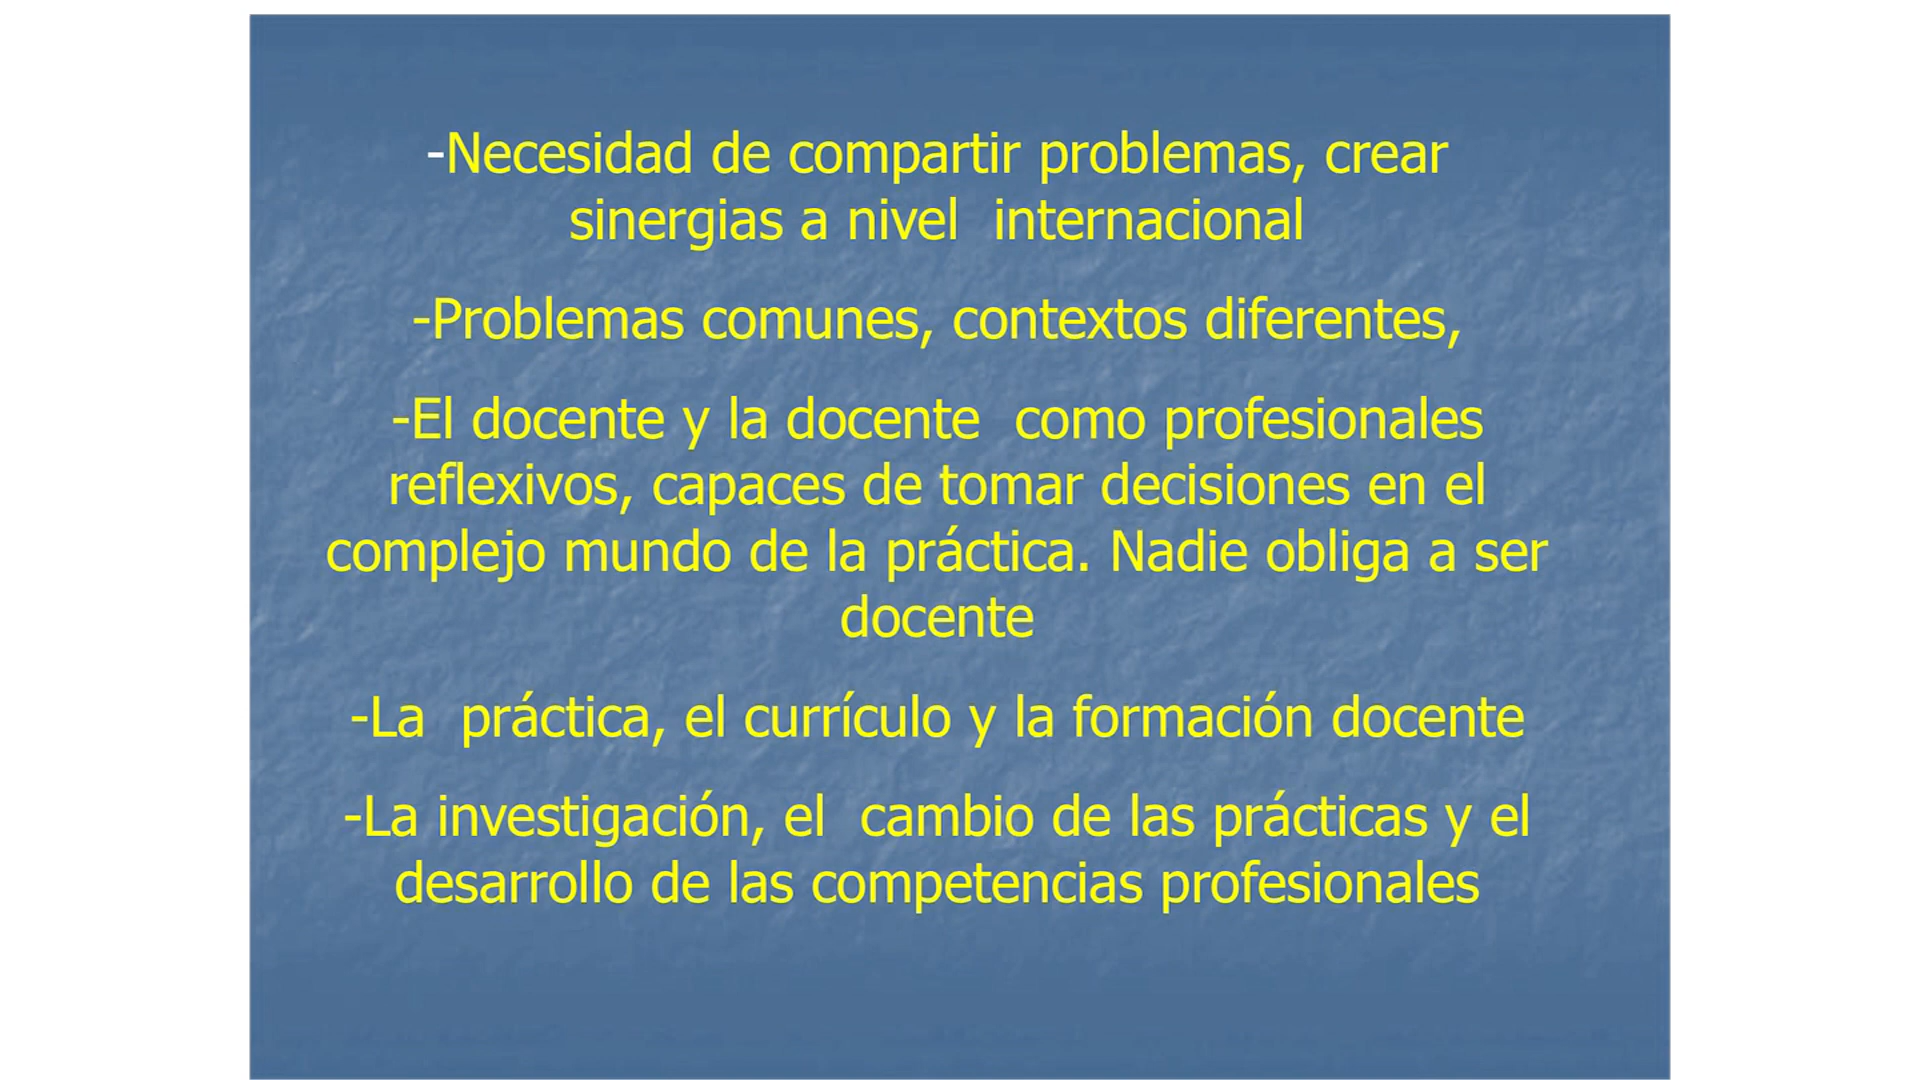 -Necesidad de compartir problemas, crear
sinergias a nivel  internacional
-Problemas comunes, contextos diferentes,
-El docente y la docente  como profesionales
reflexivos, capaces de tomar decisiones en el
complejo mundo de la práctica. Nadie obliga a ser
docente
-La  práctica, el currículo y la formación docente
-La investigación, el  cambio de las prácticas y el
desarrollo de las competencias profesionales